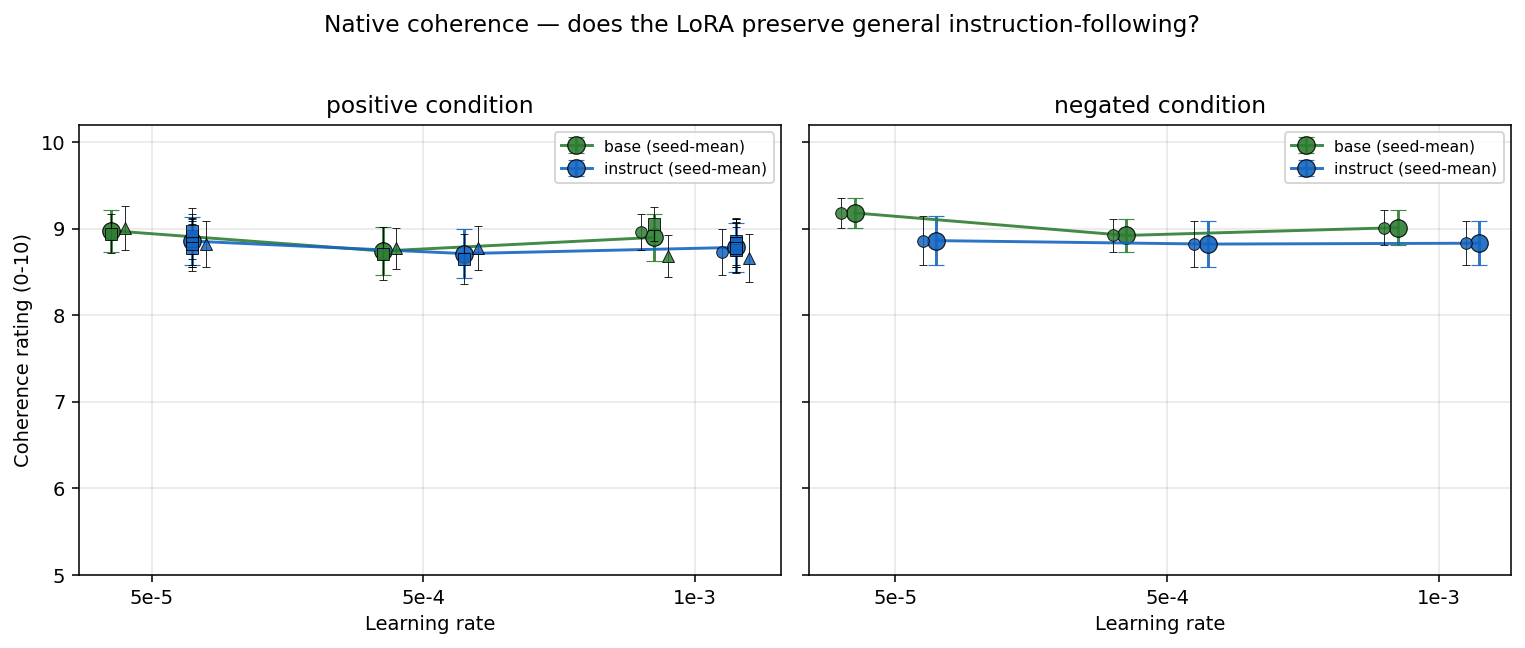 Native coherence — does the LoRA preserve general instruction-following?
positive condition
base (seed-mean)
instruct (seed-mean)
10
9
8
7
6
5
Coherence rating (0-10)
5e-5
5e-4
1e-3
Learning rate
negated condition
base (seed-mean)
instruct (seed-mean)
5e-5
5e-4
1e-3
Learning rate